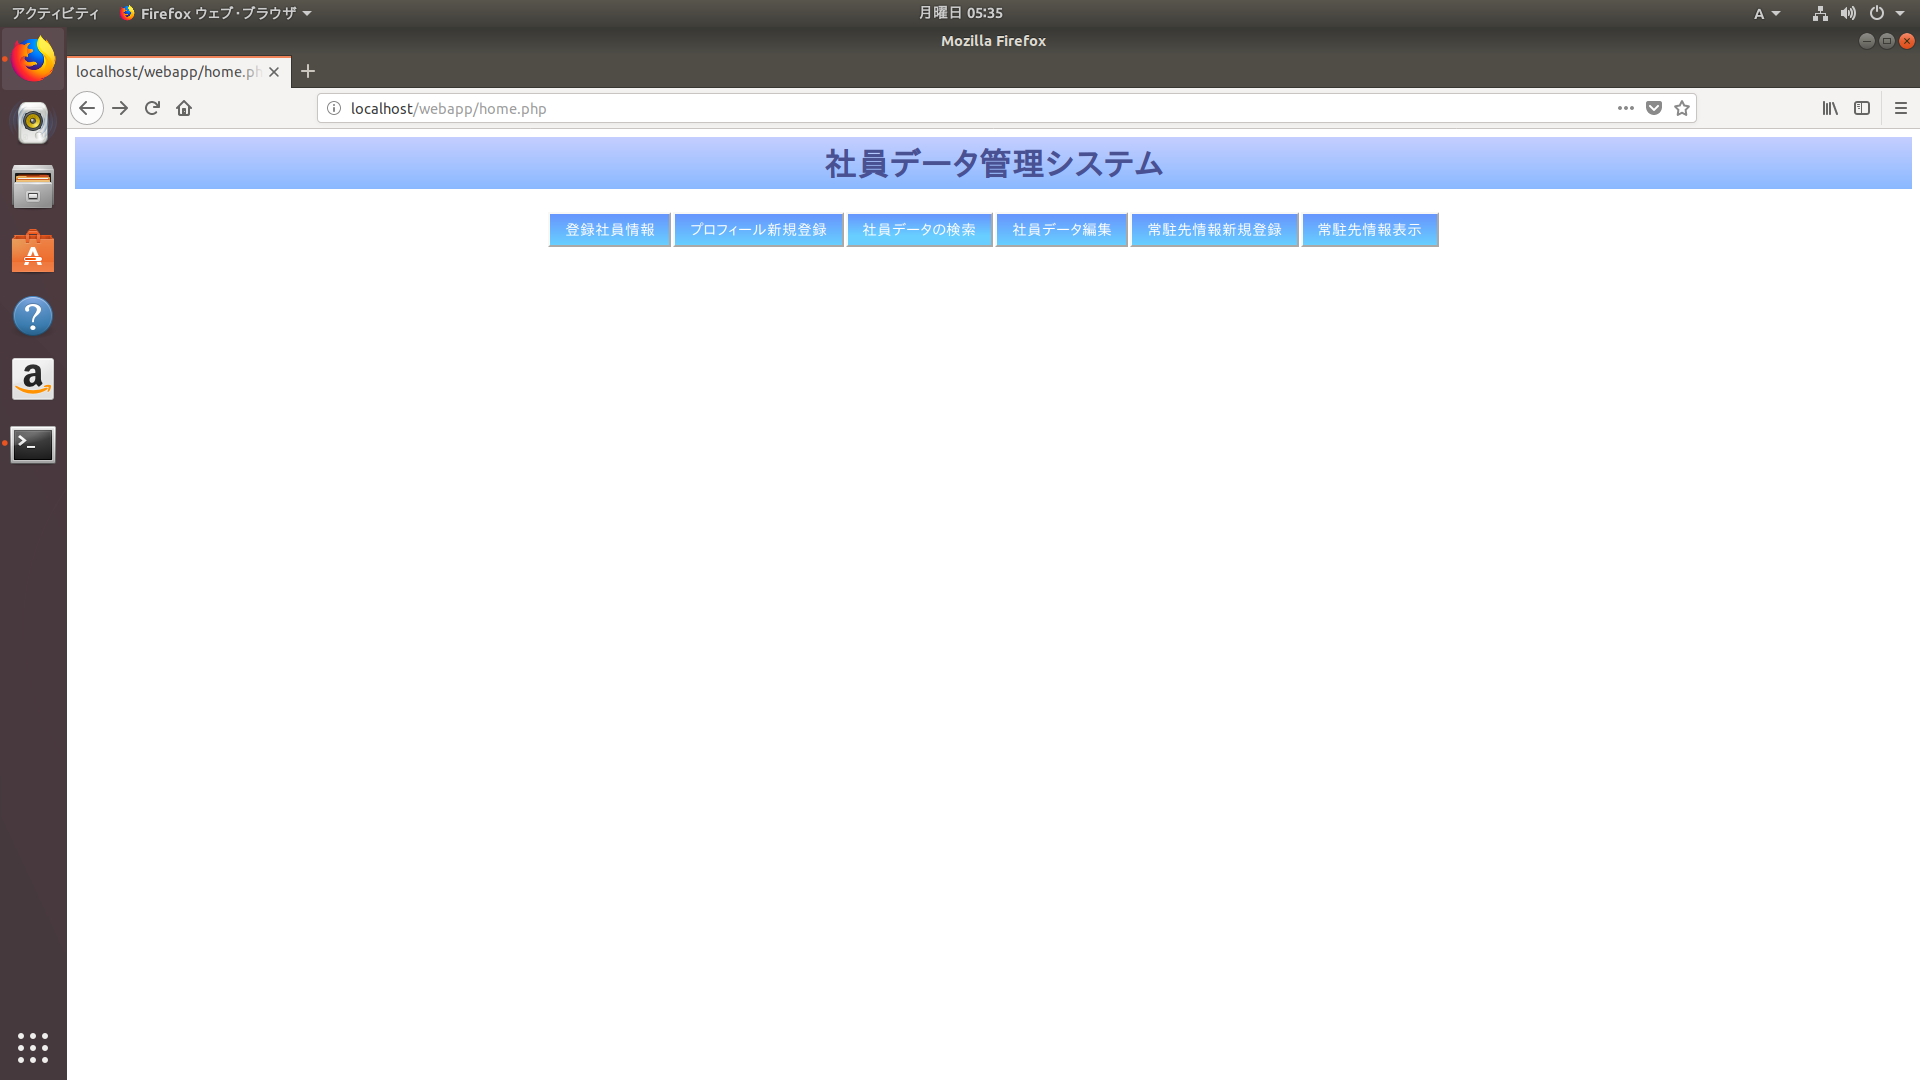 アクティビティ Firefox ウェブ・ブラウザ 月曜日 05:35 A
Mozilla Firefox
localhost/webapp/home.ph
localhost/webapp/home.php
社員データ管理システム
登録社員情報 プロフィール新規登録 社員データの検索 社員データ編集 常駐先情報新規登録 常駐先情報表示